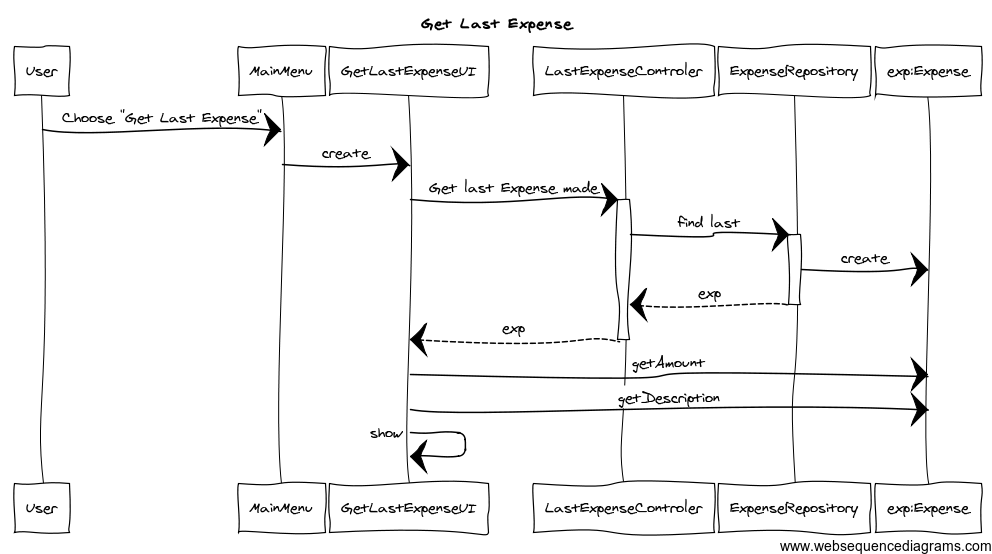 Get Last Expense
User
MainMenu
GetLastExpenseUI
LastExpenseControler
ExpenseRepository
exp:Expense
Choose "Get Last Expense"
create
Get last Expense made
find last
create
exp
exp
getAmount
getDescription
show
User
MainMenu
GetLastExpenseUI
LastExpenseControler
ExpenseRepository
exp:Expense
www.websequencediagrams.com